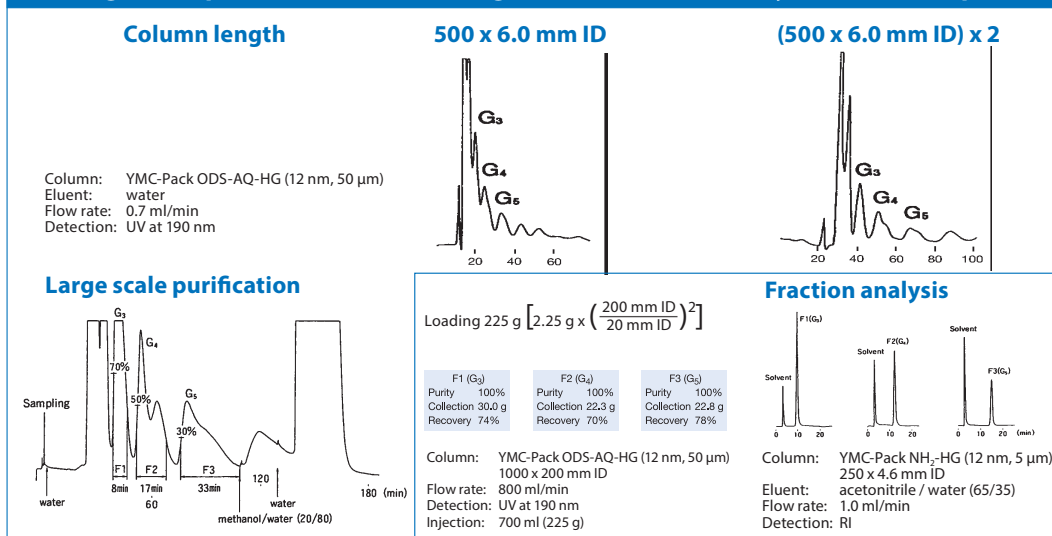 Column length
500 x 6.0 mm ID
(500 x 6.0 mm ID) x 2
Column: YMC-Pack ODS-AQ-HG (12 nm, 50 µm)
Eluent: water
Flow rate: 0.7 ml/min
Detection: UV at 190 nm
G3
G4
G5
20 40 60
G3
G4
G5
20 40 60 80 100
Large scale purification
G3
G4
G5
70%
50%
30%
Sampling
F1 F2 F3
8min 17min 33min
60
120
180 (min)
water
water
methanol/water (20/80)
Loading 225 g [2.25 g x (200 mm ID / 20 mm ID)2]
F1 (G3)
Purity 100%
Collection 30.0 g
Recovery 74%
F2 (G4)
Purity 100%
Collection 22.3 g
Recovery 70%
F3 (G5)
Purity 100%
Collection 22.8 g
Recovery 78%
Column: YMC-Pack ODS-AQ-HG (12 nm, 50 µm)
1000 x 200 mm ID
Flow rate: 800 ml/min
Detection: UV at 190 nm
Injection: 700 ml (225 g)
Fraction analysis
F1(G3)
Solvent
0 10 20
Solvent
F2(G4)
0 10 20
Solvent
F3(G5)
0 10 20 (min)
Column: YMC-Pack NH2-HG (12 nm, 5 µm)
250 x 4.6 mm ID
Eluent: acetonitrile / water (65/35)
Flow rate: 1.0 ml/min
Detection: RI